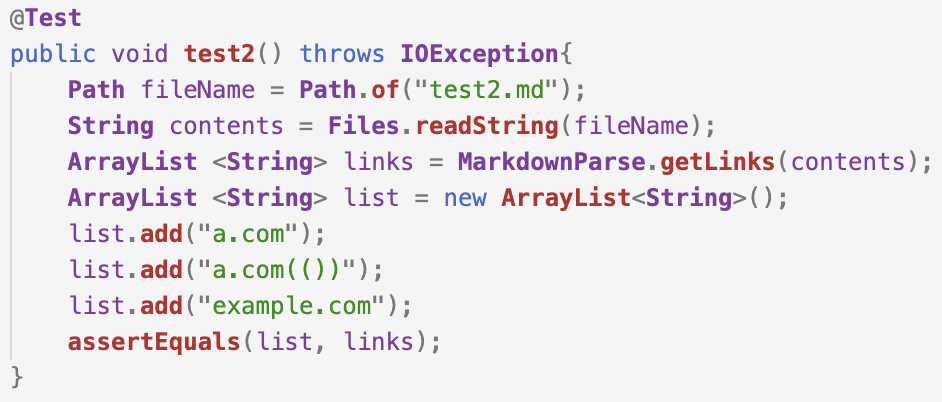 @Test
public void test2() throws IOException{
    Path fileName = Path.of("test2.md");
    String contents = Files.readString(fileName);
    ArrayList <String> links = MarkdownParse.getLinks(contents);
    ArrayList <String> list = new ArrayList<String>();
    list.add("a.com");
    list.add("a.com(())");
    list.add("example.com");
    assertEquals(list, links);
}